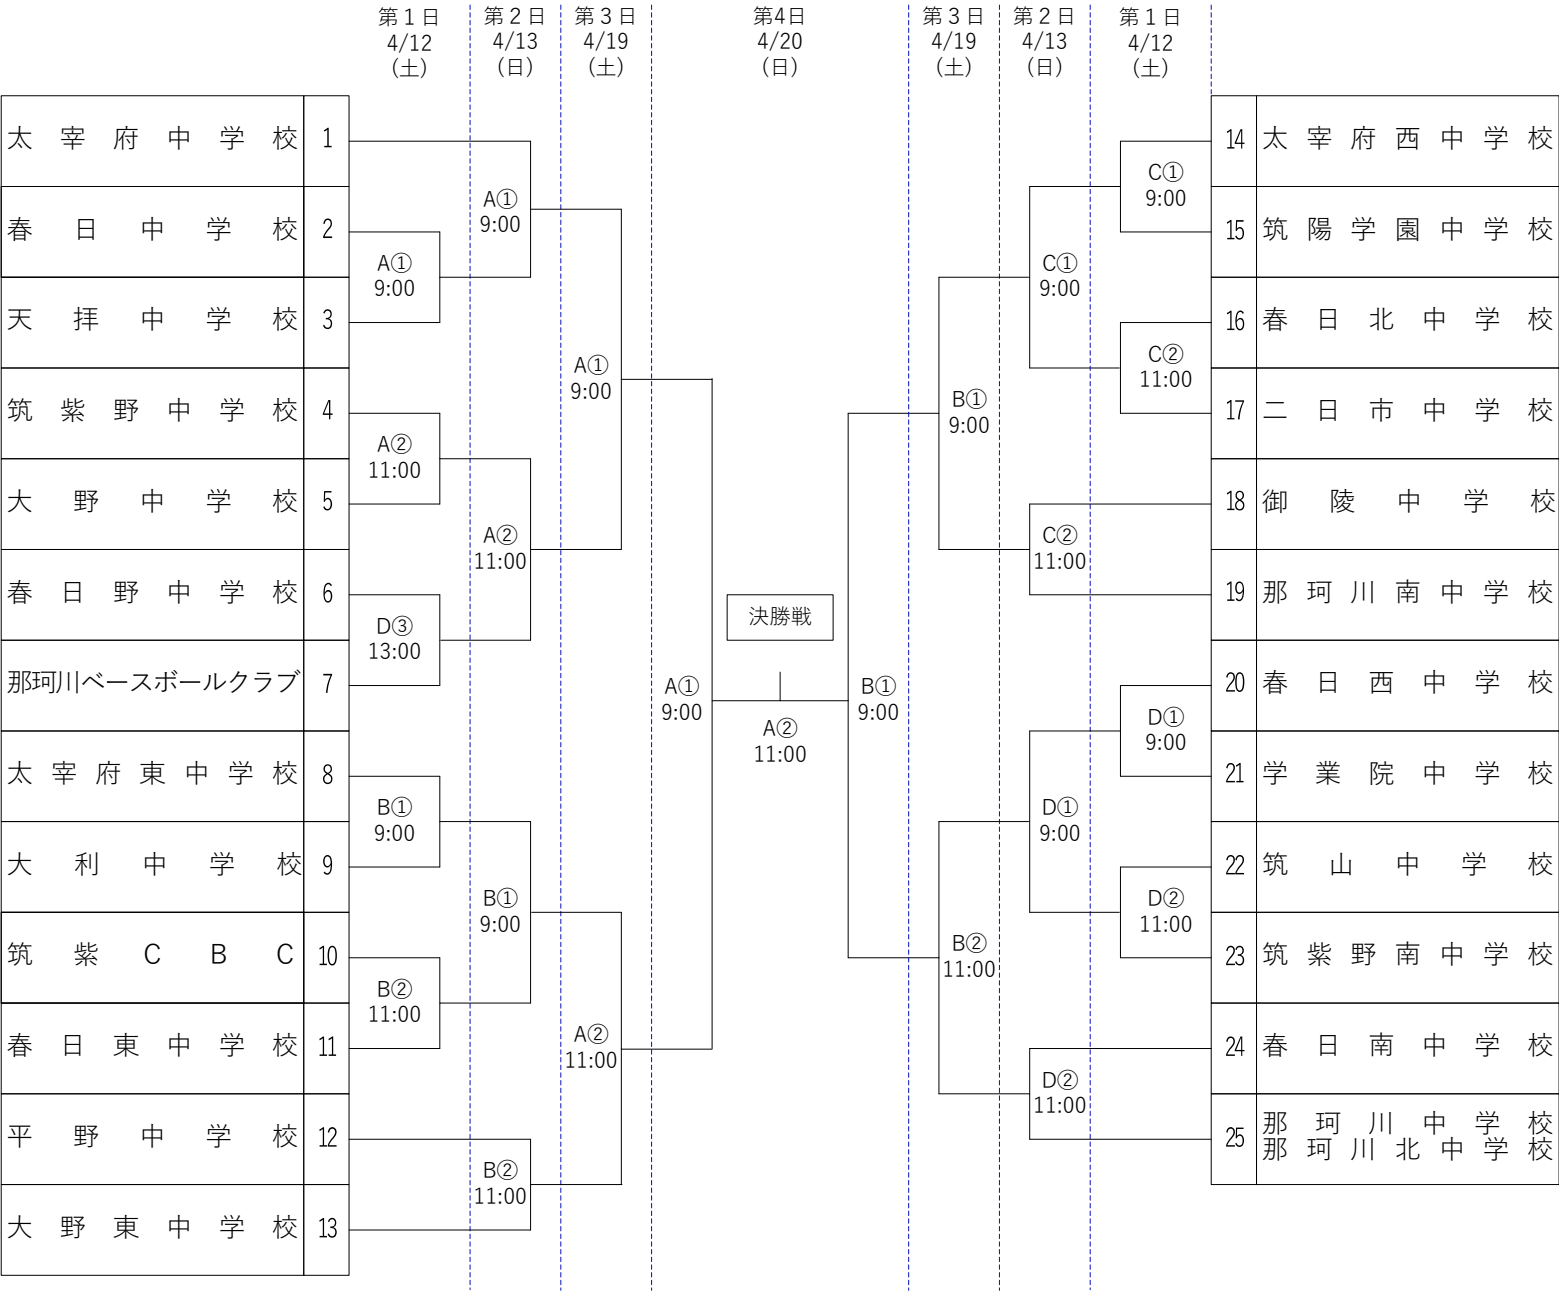 第1日 第2日 第3日 第4日 第3日 第2日 第1日
4/12 4/13 4/19 4/20 4/19 4/13 4/12
(土) (日) (土) (日) (土) (日) (土)
太宰府中学校 1
春日中学校 2
天拝中学校 3
筑紫野中学校 4
大野中学校 5
春日野中学校 6
那珂川ベースボールクラブ 7
太宰府東中学校 8
大利中学校 9
筑紫CBC 10
春日東中学校 11
平野中学校 12
大野東中学校 13
A①
9:00
A②
11:00
D③
13:00
B①
9:00
B②
11:00
A①
9:00
A②
11:00
B①
9:00
B②
11:00
A①
9:00
A②
11:00
A①
9:00
決勝戦
A②
11:00
B①
9:00
B①
9:00
B②
11:00
C①
9:00
C②
11:00
D①
9:00
D②
11:00
C①
9:00
C②
11:00
D①
9:00
D②
11:00
14 太宰府西中学校
15 筑陽学園中学校
16 春日北中学校
17 二日市中学校
18 御陵中学校
19 那珂川南中学校
20 春日西中学校
21 学業院中学校
22 筑山中学校
23 筑紫野南中学校
24 春日南中学校
25 那珂川中学校
那珂川北中学校